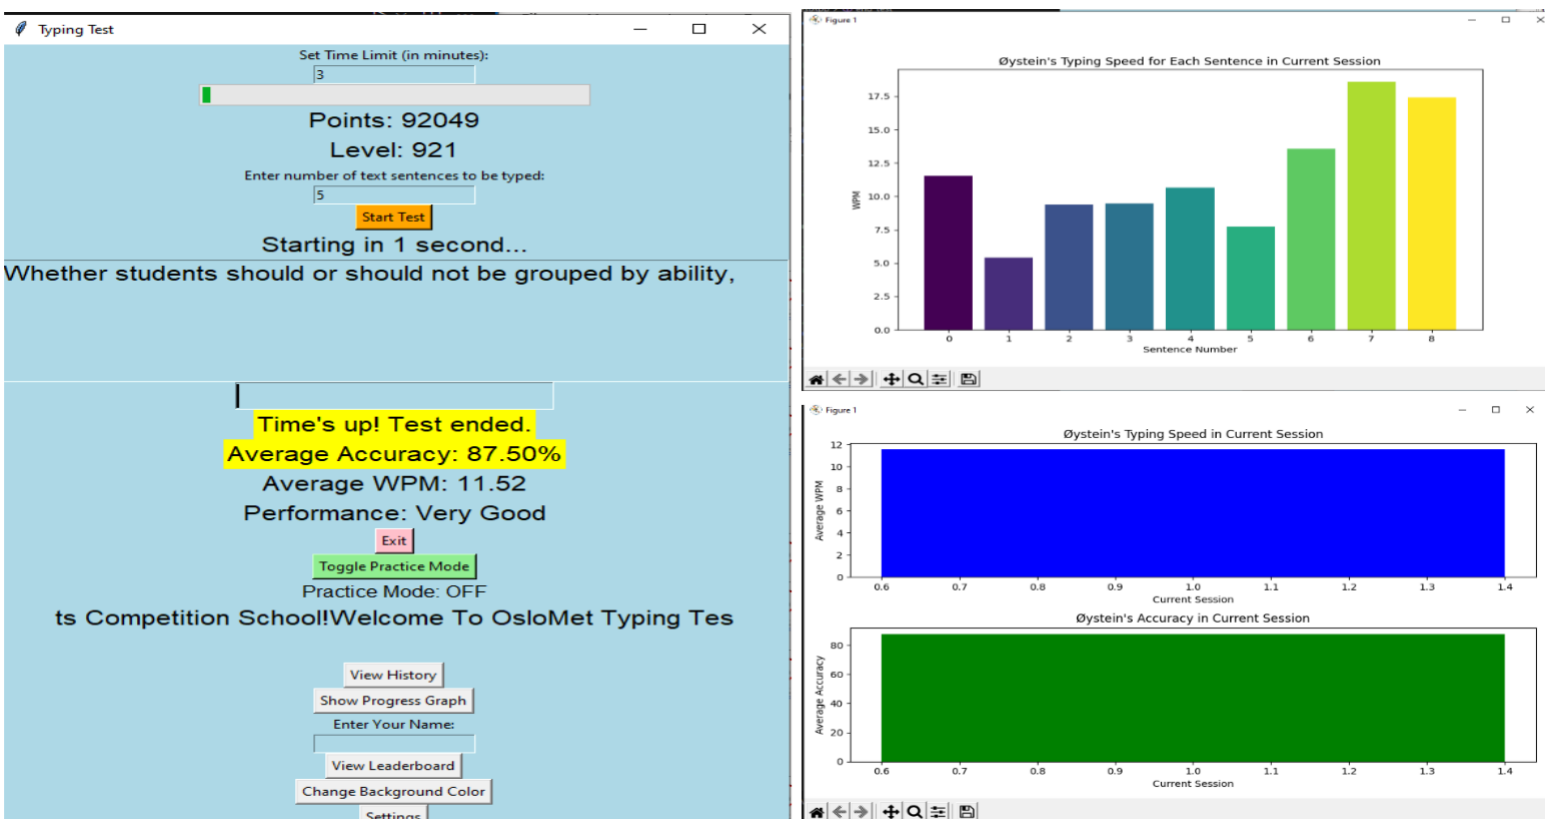 Typing Test
Set Time Limit (in minutes):
3
Points: 92049
Level: 921
Enter number of text sentences to be typed:
5
Start Test
Starting in 1 second...
Whether students should or should not be grouped by ability,
Time's up! Test ended.
Average Accuracy: 87.50%
Average WPM: 11.52
Performance: Very Good
Exit
Toggle Practice Mode
Practice Mode: OFF
ts Competition School!Welcome To OsloMet Typing Tes
View History
Show Progress Graph
Enter Your Name:
View Leaderboard
Change Background Color
Settings
Figure 1
Øystein's Typing Speed for Each Sentence in Current Session
17.5
15.0
12.5
10.0
7.5
5.0
2.5
0.0
WPM
0 1 2 3 4 5 6 7 8
Sentence Number
Figure 1
Øystein's Typing Speed in Current Session
12
10
8
6
4
2
0
Average WPM
0.6 0.7 0.8 0.9 1.0 1.1 1.2 1.3 1.4
Current Session
Øystein's Accuracy in Current Session
80
60
40
20
0
Average Accuracy
0.6 0.7 0.8 0.9 1.0 1.1 1.2 1.3 1.4
Current Session